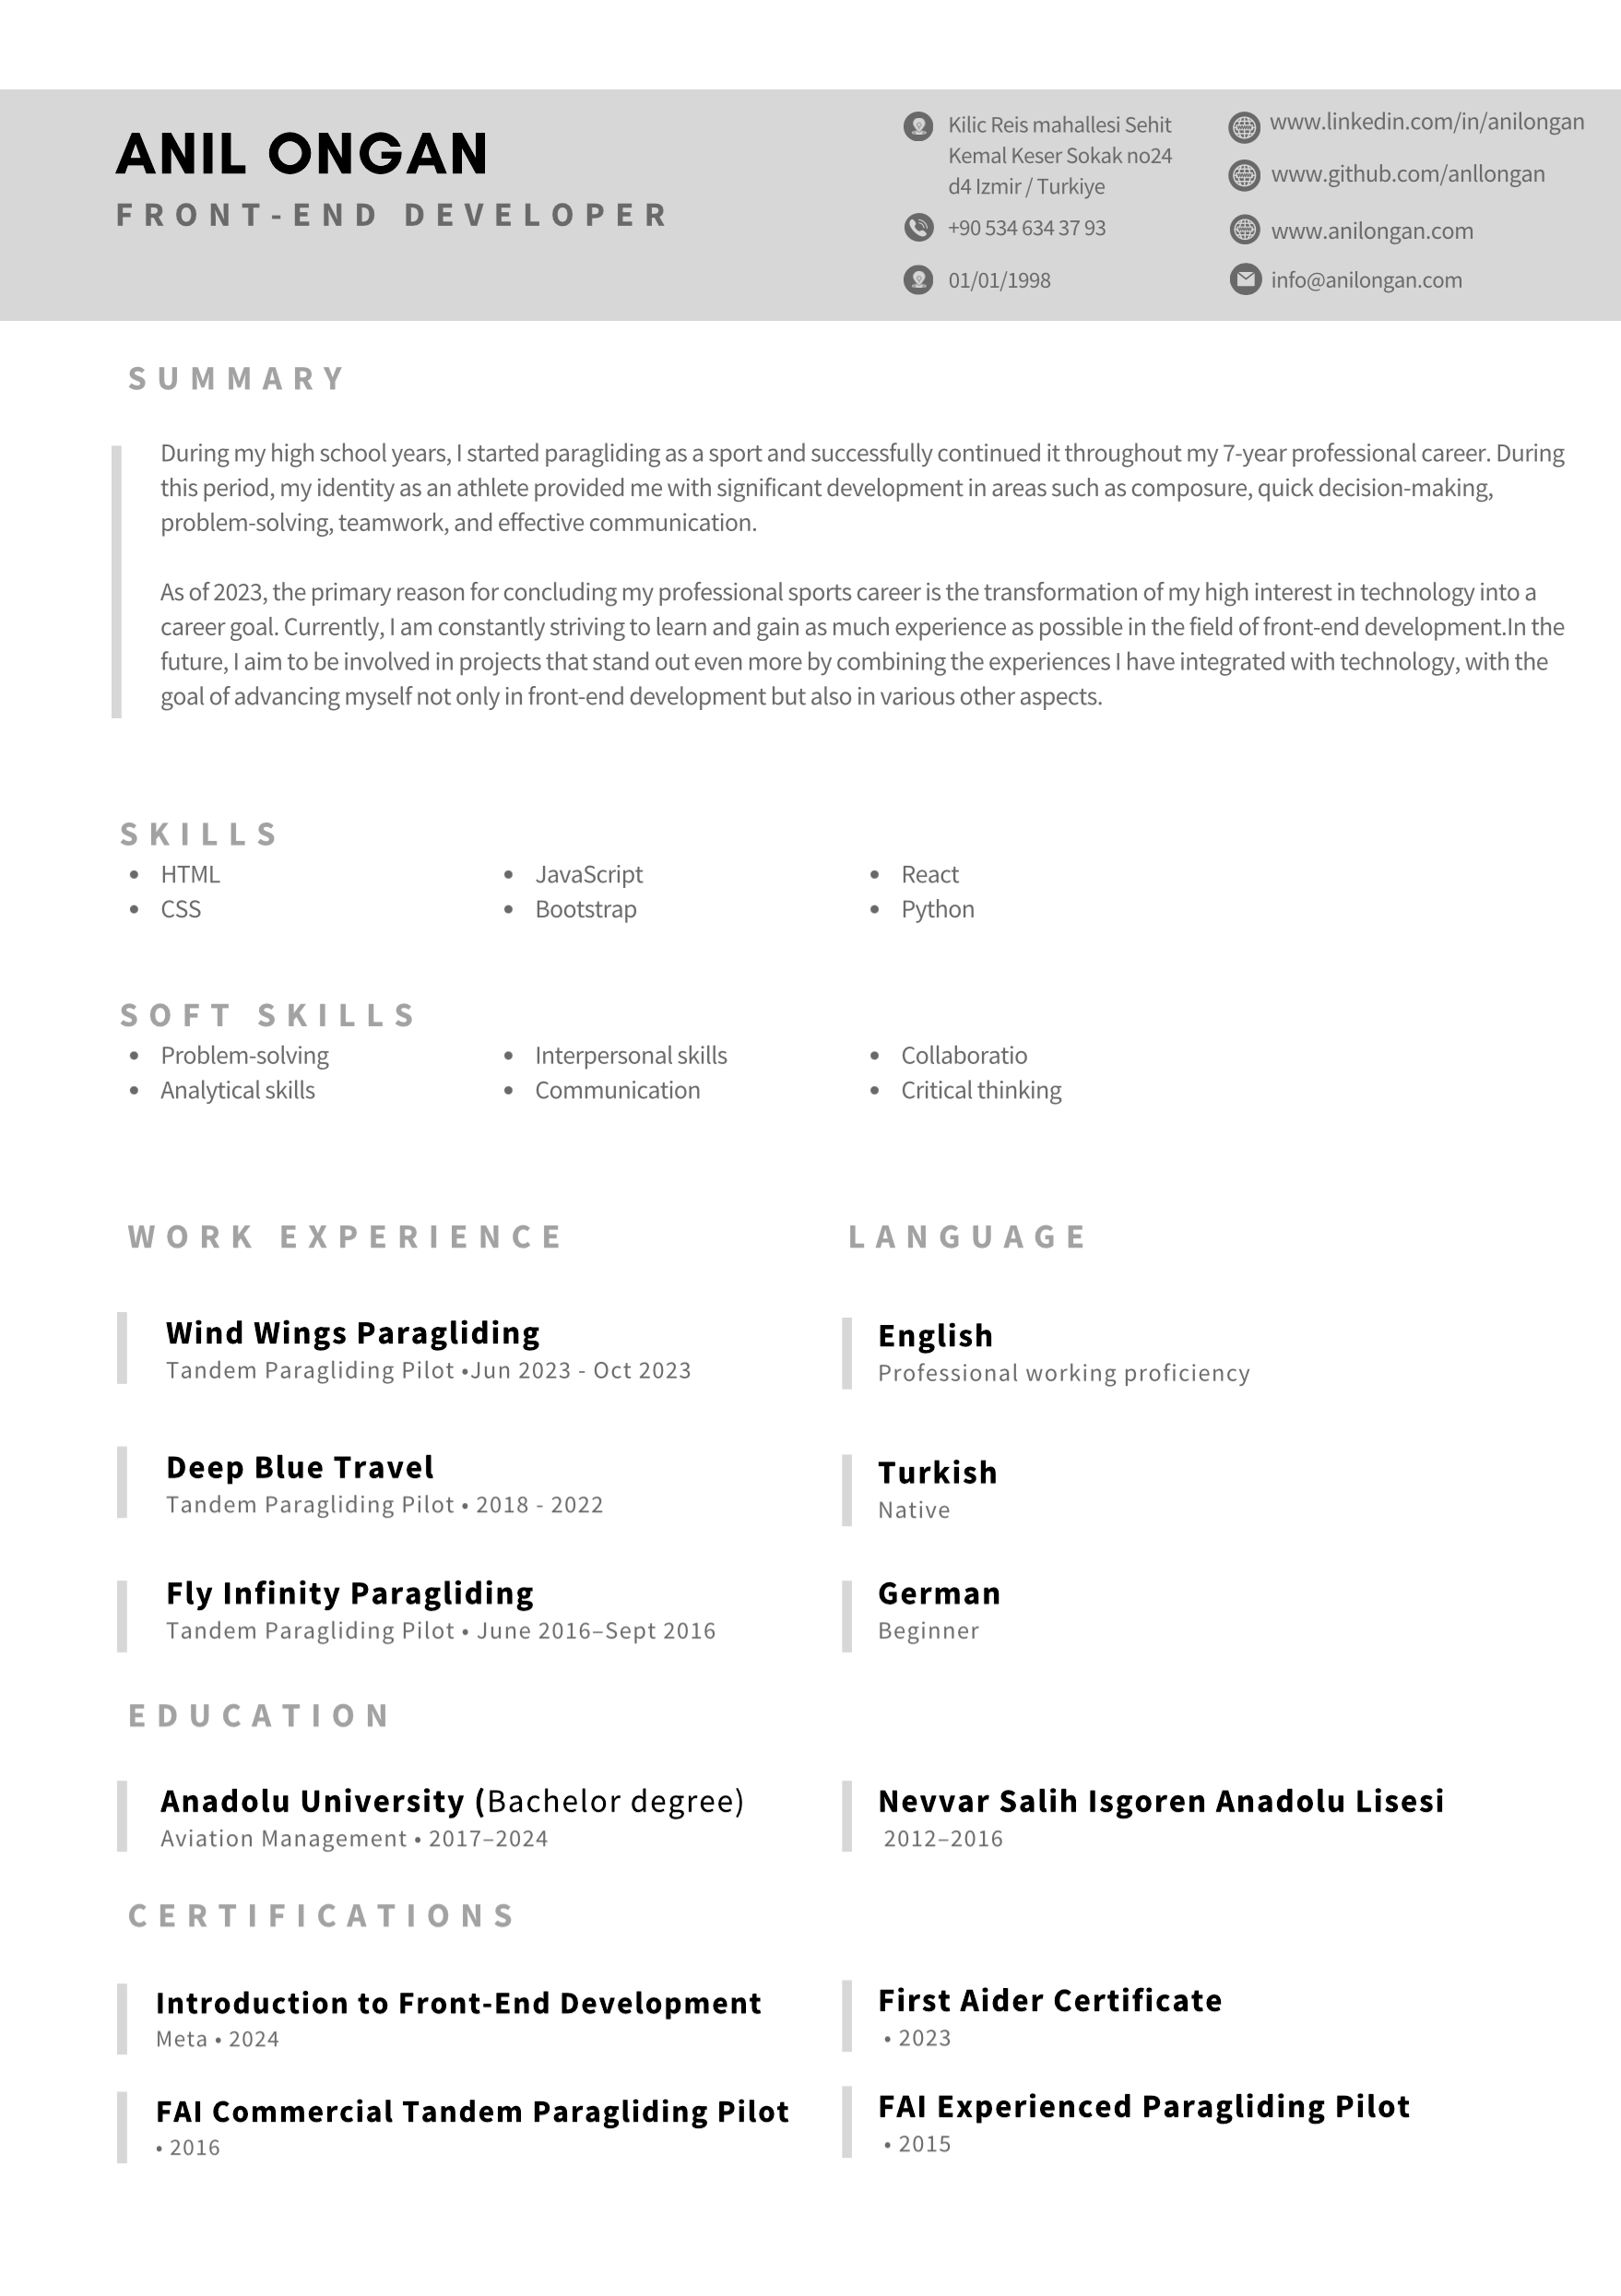 ANIL ONGAN
FRONT-END DEVELOPER
Kilic Reis mahallesi Sehit
Kemal Keser Sokak no24
d4 Izmir / Turkiye
+90 534 634 37 93
01/01/1998
www.linkedin.com/in/anilongan
www.github.com/anllongan
www.anilongan.com
info@anilongan.com
SUMMARY
During my high school years, I started paragliding as a sport and successfully continued it throughout my 7-year professional career. During
this period, my identity as an athlete provided me with significant development in areas such as composure, quick decision-making,
problem-solving, teamwork, and effective communication.
As of 2023, the primary reason for concluding my professional sports career is the transformation of my high interest in technology into a
career goal. Currently, I am constantly striving to learn and gain as much experience as possible in the field of front-end development.In the
future, I aim to be involved in projects that stand out even more by combining the experiences I have integrated with technology, with the
goal of advancing myself not only in front-end development but also in various other aspects.
SKILLS
• HTML
• CSS
• JavaScript
• Bootstrap
• React
• Python
SOFT SKILLS
• Problem-solving
• Analytical skills
• Interpersonal skills
• Communication
• Collaboratio
• Critical thinking
WORK EXPERIENCE
Wind Wings Paragliding
Tandem Paragliding Pilot •Jun 2023 - Oct 2023
Deep Blue Travel
Tandem Paragliding Pilot • 2018 - 2022
Fly Infinity Paragliding
Tandem Paragliding Pilot • June 2016–Sept 2016
LANGUAGE
English
Professional working proficiency
Turkish
Native
German
Beginner
EDUCATION
Anadolu University (Bachelor degree)
Aviation Management • 2017–2024
Nevvar Salih Isgoren Anadolu Lisesi
2012–2016
CERTIFICATIONS
Introduction to Front-End Development
Meta • 2024
FAI Commercial Tandem Paragliding Pilot
• 2016
First Aider Certificate
• 2023
FAI Experienced Paragliding Pilot
• 2015